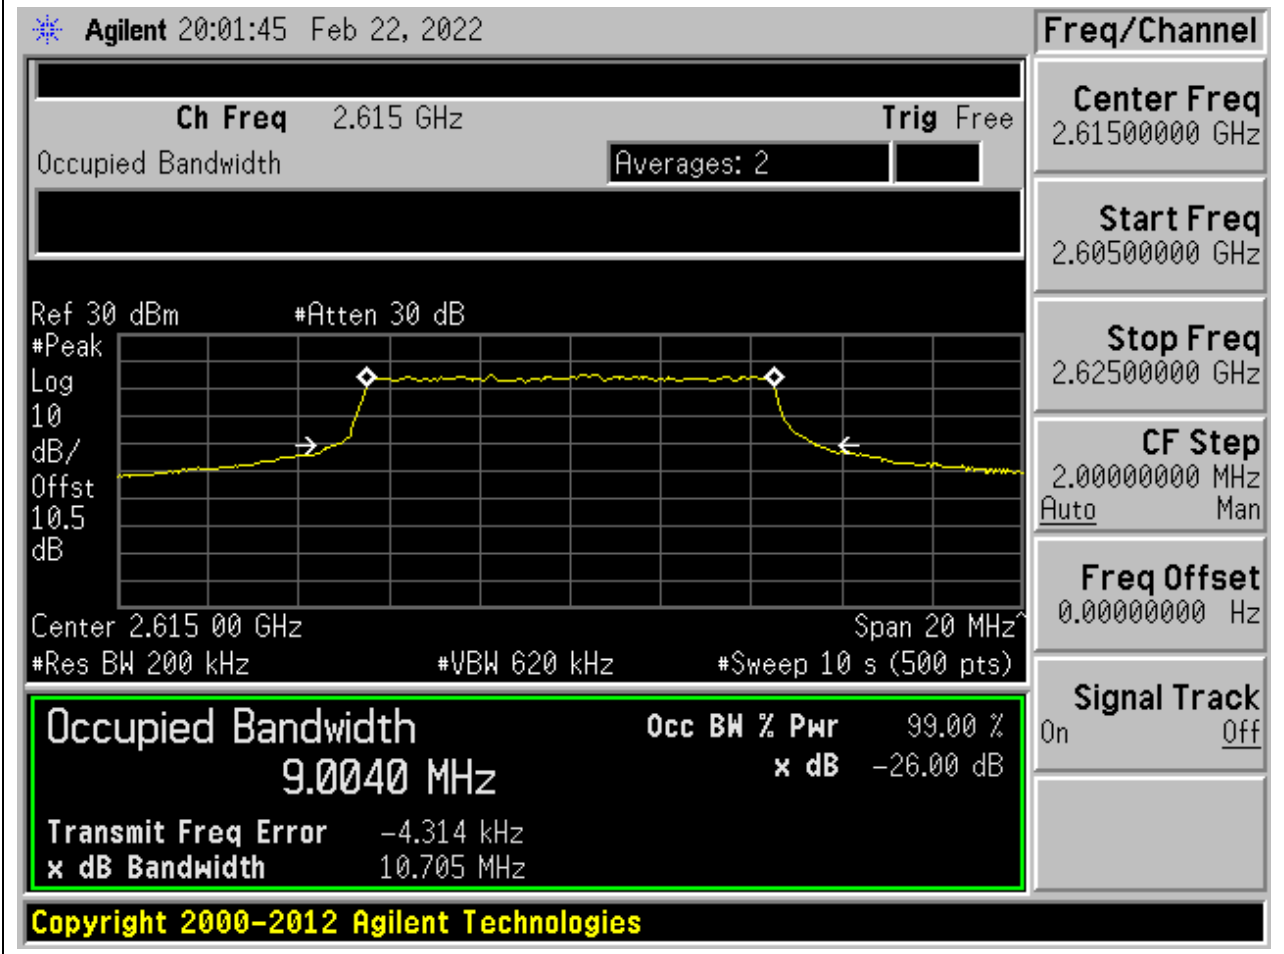 Agilent 20:01:45 Feb 22, 2022
Freq/Channel
Ch Freq 2.615 GHz Trig Free
Occupied Bandwidth Averages: 2
Center Freq
2.61500000 GHz
Start Freq
2.60500000 GHz
Stop Freq
2.62500000 GHz
CF Step
2.00000000 MHz
Auto Man
Freq Offset
0.00000000 Hz
Signal Track
On Off
Ref 30 dBm #Atten 30 dB
#Peak
Log
10
dB/
Offst
10.5
dB
Center 2.615 00 GHz Span 20 MHz^
#Res BW 200 kHz #VBW 620 kHz #Sweep 10 s (500 pts)
Occupied Bandwidth Occ BW % Pwr 99.00 %
9.0040 MHz x dB -26.00 dB
Transmit Freq Error -4.314 kHz
x dB Bandwidth 10.705 MHz
Copyright 2000-2012 Agilent Technologies